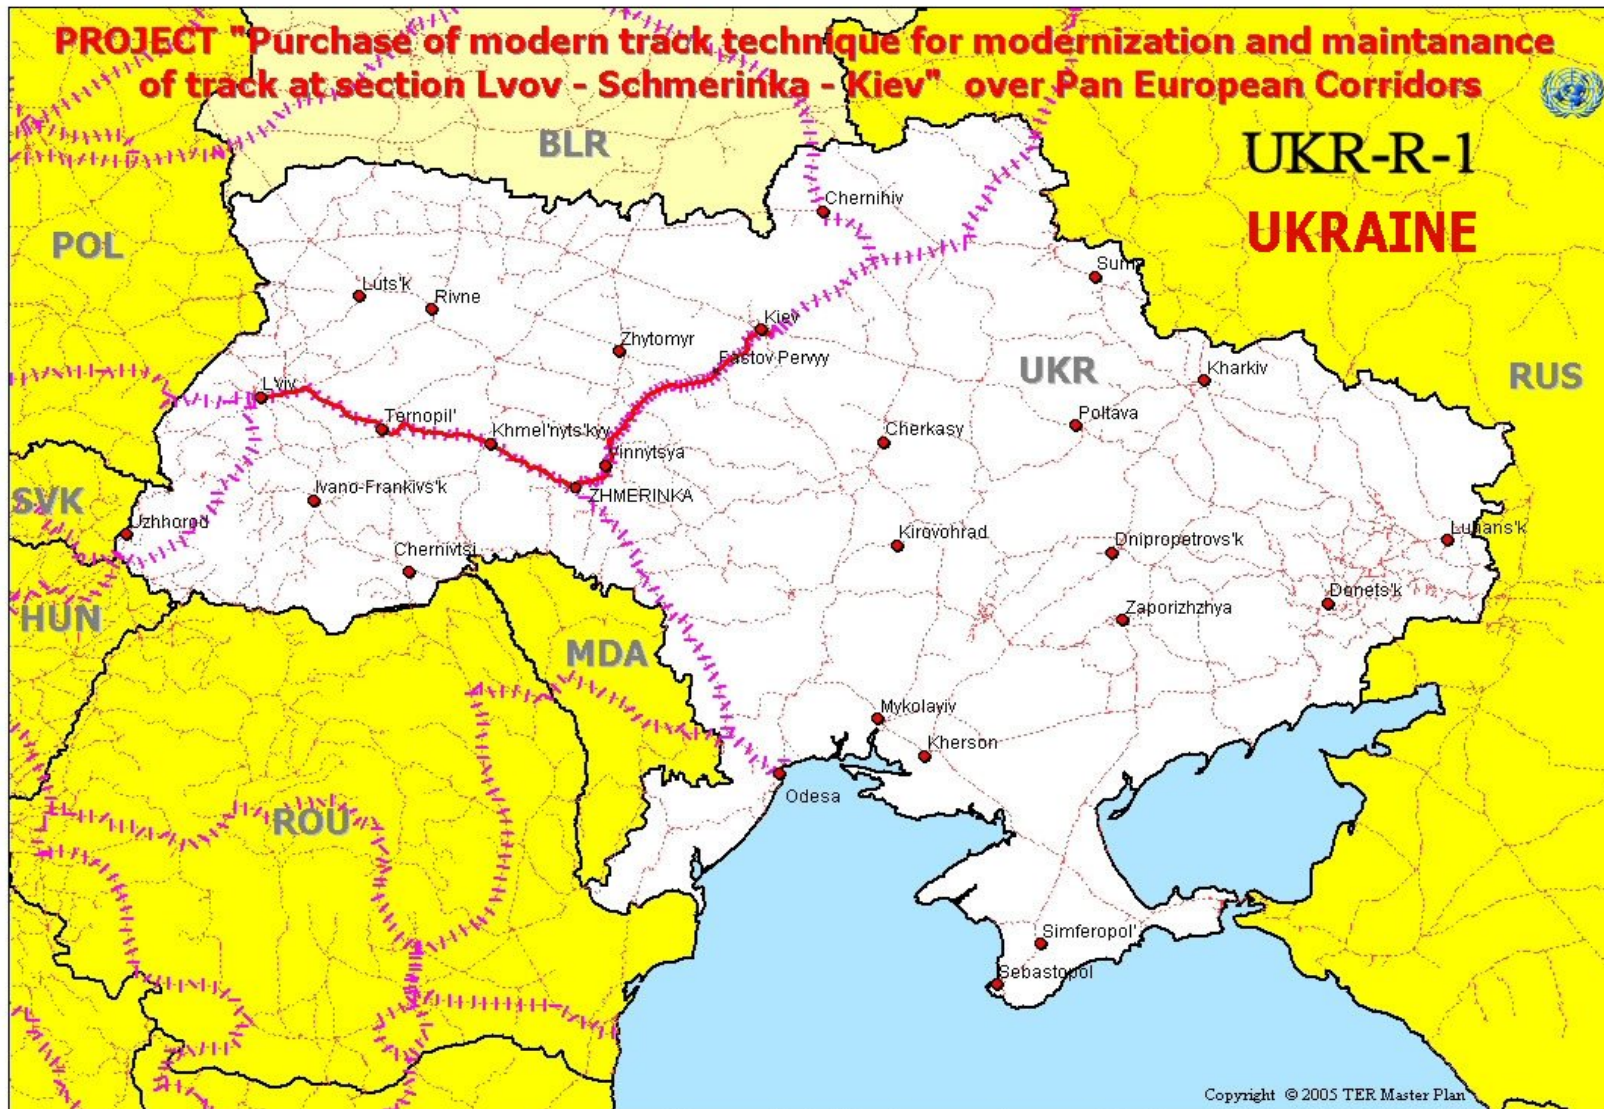 PROJECT "Purchase of modern track technique for modernization and maintanance
of track at section Lvov - Schmerinka - Kiev" over Pan European Corridors
UKR-R-1
UKRAINE
BLR
POL
Chernihiv
Sumy
Luts'k
Rivne
Kiev
Zhytomyr
Fastov Pervyy
UKR
Kharkiv
RUS
L'viv
Ternopil'
Khmel'nyts'kyy
Vinnytsya
Cherkasy
Poltava
SVK
Ivano-Frankivs'k
ZHMERINKA
Uzhhorod
Chernivtsi
Kirovohrad
Dnipropetrovs'k
Luhans'k
HUN
Zaporizhzhya
Donets'k
MDA
Mykolayiv
Kherson
Odesa
ROU
Simferopol'
Sebastopol
Copyright © 2005 TER Master Plan